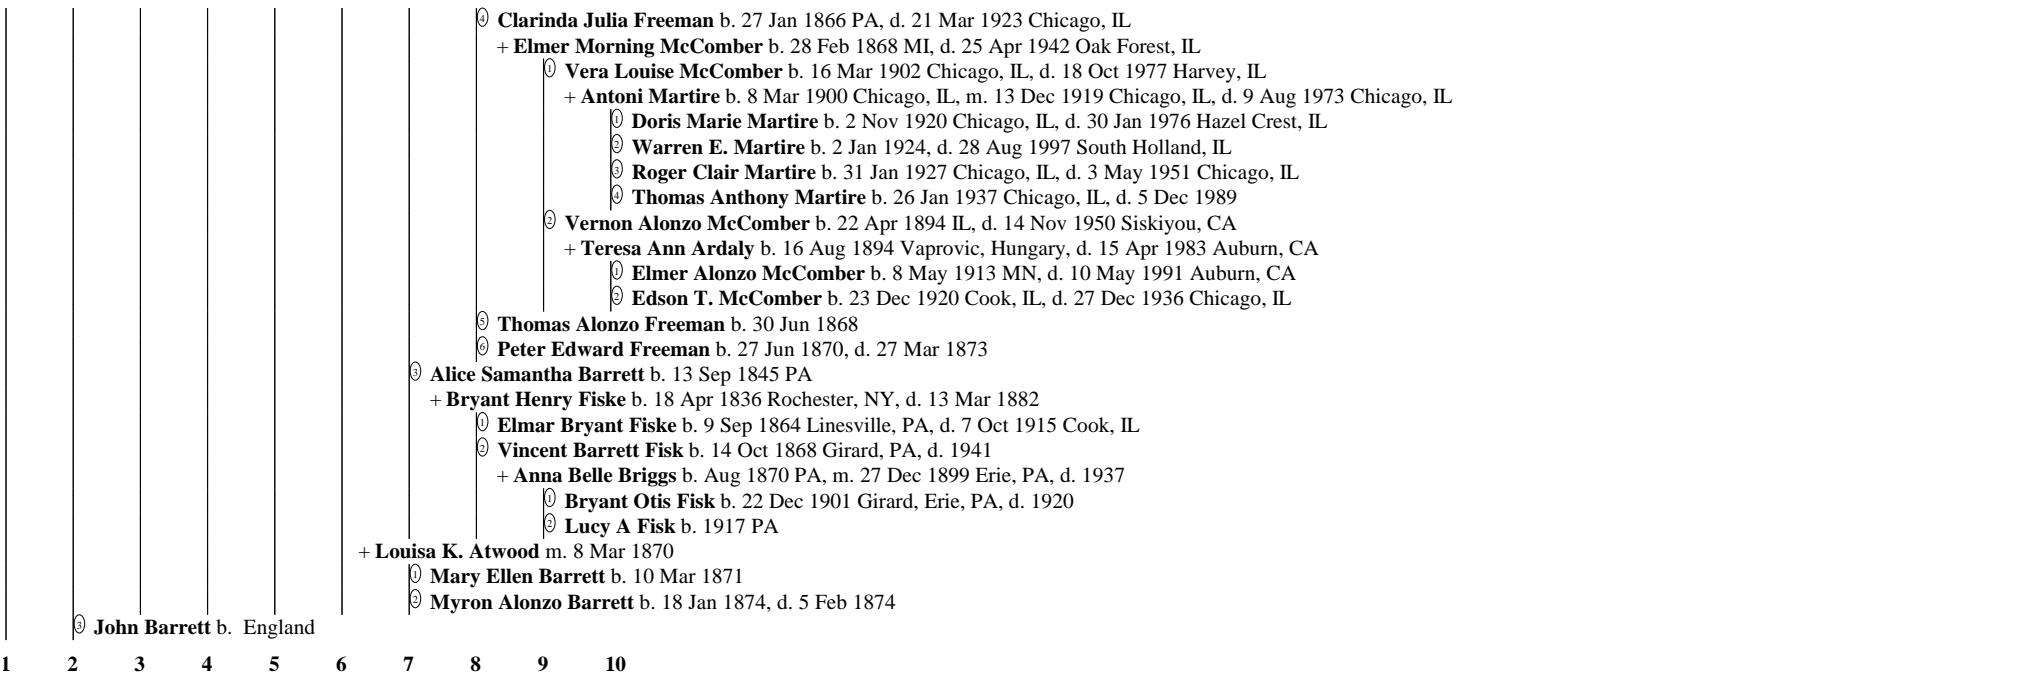 ④ Clarinda Julia Freeman b. 27 Jan 1866 PA, d. 21 Mar 1923 Chicago, IL
+ Elmer Morning McComber b. 28 Feb 1868 MI, d. 25 Apr 1942 Oak Forest, IL
① Vera Louise McComber b. 16 Mar 1902 Chicago, IL, d. 18 Oct 1977 Harvey, IL
+ Antoni Martire b. 8 Mar 1900 Chicago, IL, m. 13 Dec 1919 Chicago, IL, d. 9 Aug 1973 Chicago, IL
① Doris Marie Martire b. 2 Nov 1920 Chicago, IL, d. 30 Jan 1976 Hazel Crest, IL
② Warren E. Martire b. 2 Jan 1924, d. 28 Aug 1997 South Holland, IL
③ Roger Clair Martire b. 31 Jan 1927 Chicago, IL, d. 3 May 1951 Chicago, IL
④ Thomas Anthony Martire b. 26 Jan 1937 Chicago, IL, d. 5 Dec 1989
② Vernon Alonzo McComber b. 22 Apr 1894 IL, d. 14 Nov 1950 Siskiyou, CA
+ Teresa Ann Ardaly b. 16 Aug 1894 Vaprovic, Hungary, d. 15 Apr 1983 Auburn, CA
① Elmer Alonzo McComber b. 8 May 1913 MN, d. 10 May 1991 Auburn, CA
② Edson T. McComber b. 23 Dec 1920 Cook, IL, d. 27 Dec 1936 Chicago, IL
⑤ Thomas Alonzo Freeman b. 30 Jun 1868
⑥ Peter Edward Freeman b. 27 Jun 1870, d. 27 Mar 1873
③ Alice Samantha Barrett b. 13 Sep 1845 PA
+ Bryant Henry Fiske b. 18 Apr 1836 Rochester, NY, d. 13 Mar 1882
① Elmar Bryant Fiske b. 9 Sep 1864 Linesville, PA, d. 7 Oct 1915 Cook, IL
② Vincent Barrett Fisk b. 14 Oct 1868 Girard, PA, d. 1941
+ Anna Belle Briggs b. Aug 1870 PA, m. 27 Dec 1899 Erie, PA, d. 1937
① Bryant Otis Fisk b. 22 Dec 1901 Girard, Erie, PA, d. 1920
② Lucy A Fisk b. 1917 PA
+ Louisa K. Atwood m. 8 Mar 1870
① Mary Ellen Barrett b. 10 Mar 1871
② Myron Alonzo Barrett b. 18 Jan 1874, d. 5 Feb 1874
③ John Barrett b. England
1 2 3 4 5 6 7 8 9 10